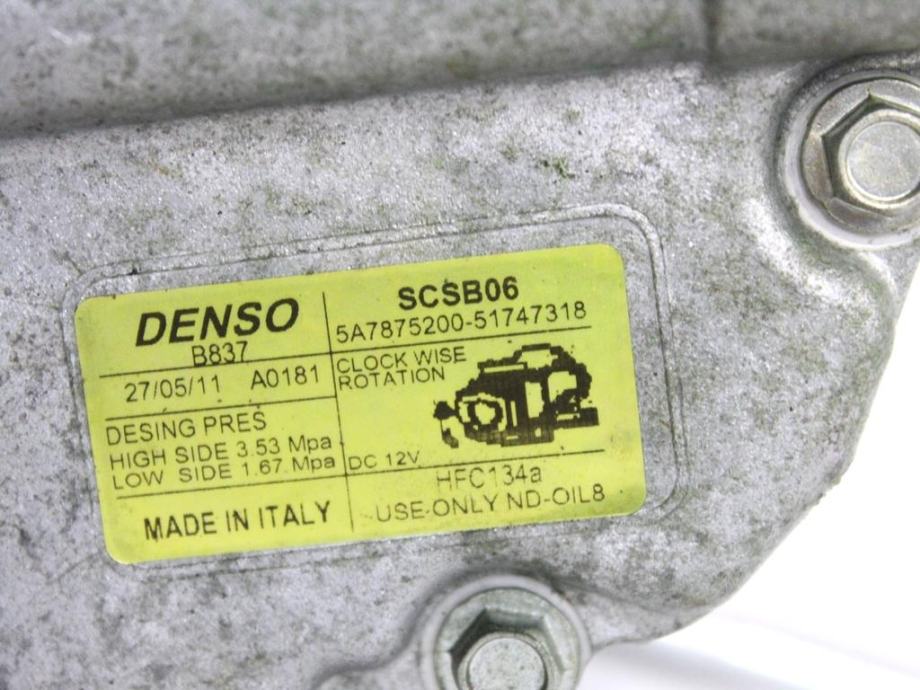 DENSO
B837
27/05/11 A0181
DESING PRES
HIGH SIDE 3.53 Mpa
LOW SIDE 1.67 Mpa
MADE IN ITALY
SCSB06
5A7875200-51747318
CLOCK WISE
ROTATION
DC 12V
HFC134a
USE ONLY ND-OIL8